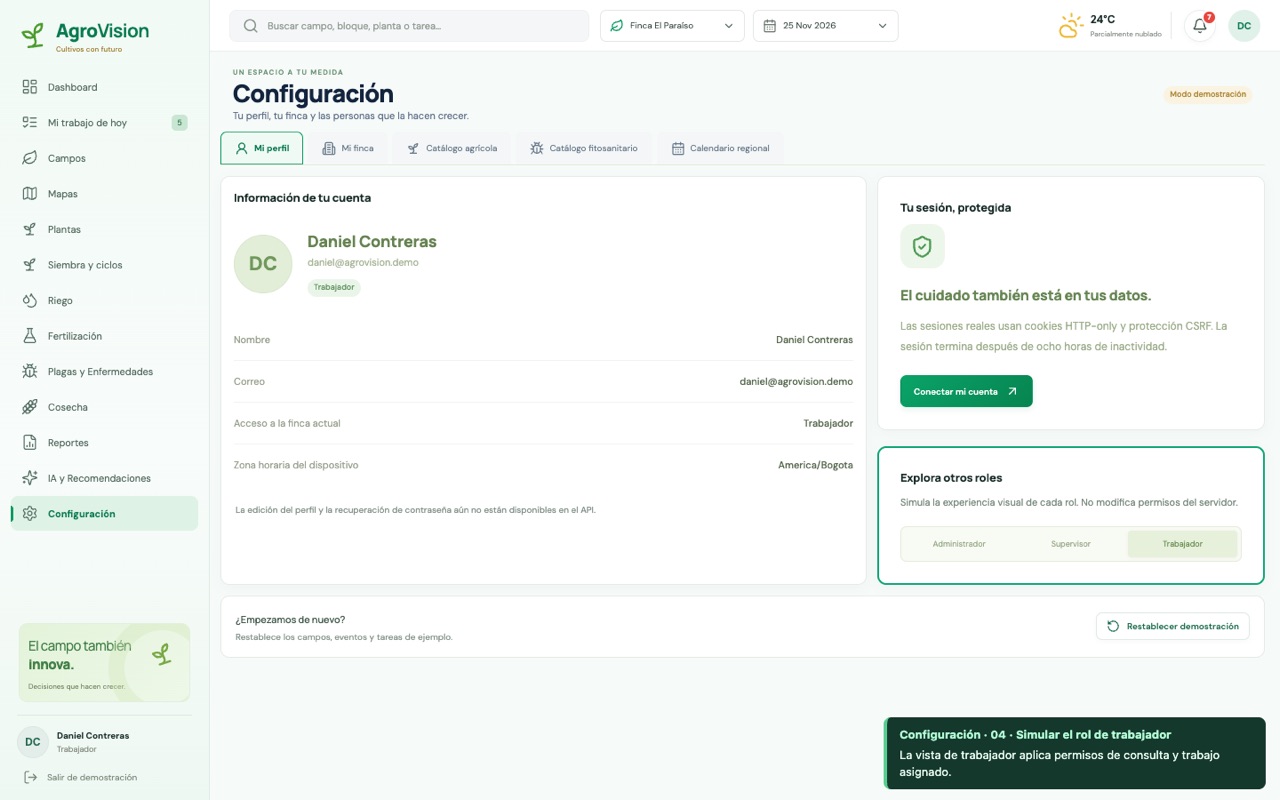 AgroVision
Cultivos con futuro
Buscar campo, bloque, planta o tarea...
Finca El Paraíso
25 Nov 2026
24°C
Parcialmente nublado
7
DC
Dashboard
Mi trabajo de hoy
5
Campos
Mapas
Plantas
Siembra y ciclos
Riego
Fertilización
Plagas y Enfermedades
Cosecha
Reportes
IA y Recomendaciones
Configuración
El campo también
innova.
Decisiones que hacen crecer.
DC
Daniel Contreras
Trabajador
Salir de demostración
UN ESPACIO A TU MEDIDA
Configuración
Tu perfil, tu finca y las personas que la hacen crecer.
Modo demostración
Mi perfil
Mi finca
Catálogo agrícola
Catálogo fitosanitario
Calendario regional
Información de tu cuenta
DC
Daniel Contreras
daniel@agrovision.demo
Trabajador
Nombre
Daniel Contreras
Correo
daniel@agrovision.demo
Acceso a la finca actual
Trabajador
Zona horaria del dispositivo
America/Bogota
La edición del perfil y la recuperación de contraseña aún no están disponibles en el API.
Tu sesión, protegida
El cuidado también está en tus datos.
Las sesiones reales usan cookies HTTP-only y protección CSRF. La
sesión termina después de ocho horas de inactividad.
Conectar mi cuenta
Explora otros roles
Simula la experiencia visual de cada rol. No modifica permisos del servidor.
Administrador
Supervisor
Trabajador
¿Empezamos de nuevo?
Restablece los campos, eventos y tareas de ejemplo.
Restablecer demostración
Configuración · 04 · Simular el rol de trabajador
La vista de trabajador aplica permisos de consulta y trabajo
asignado.